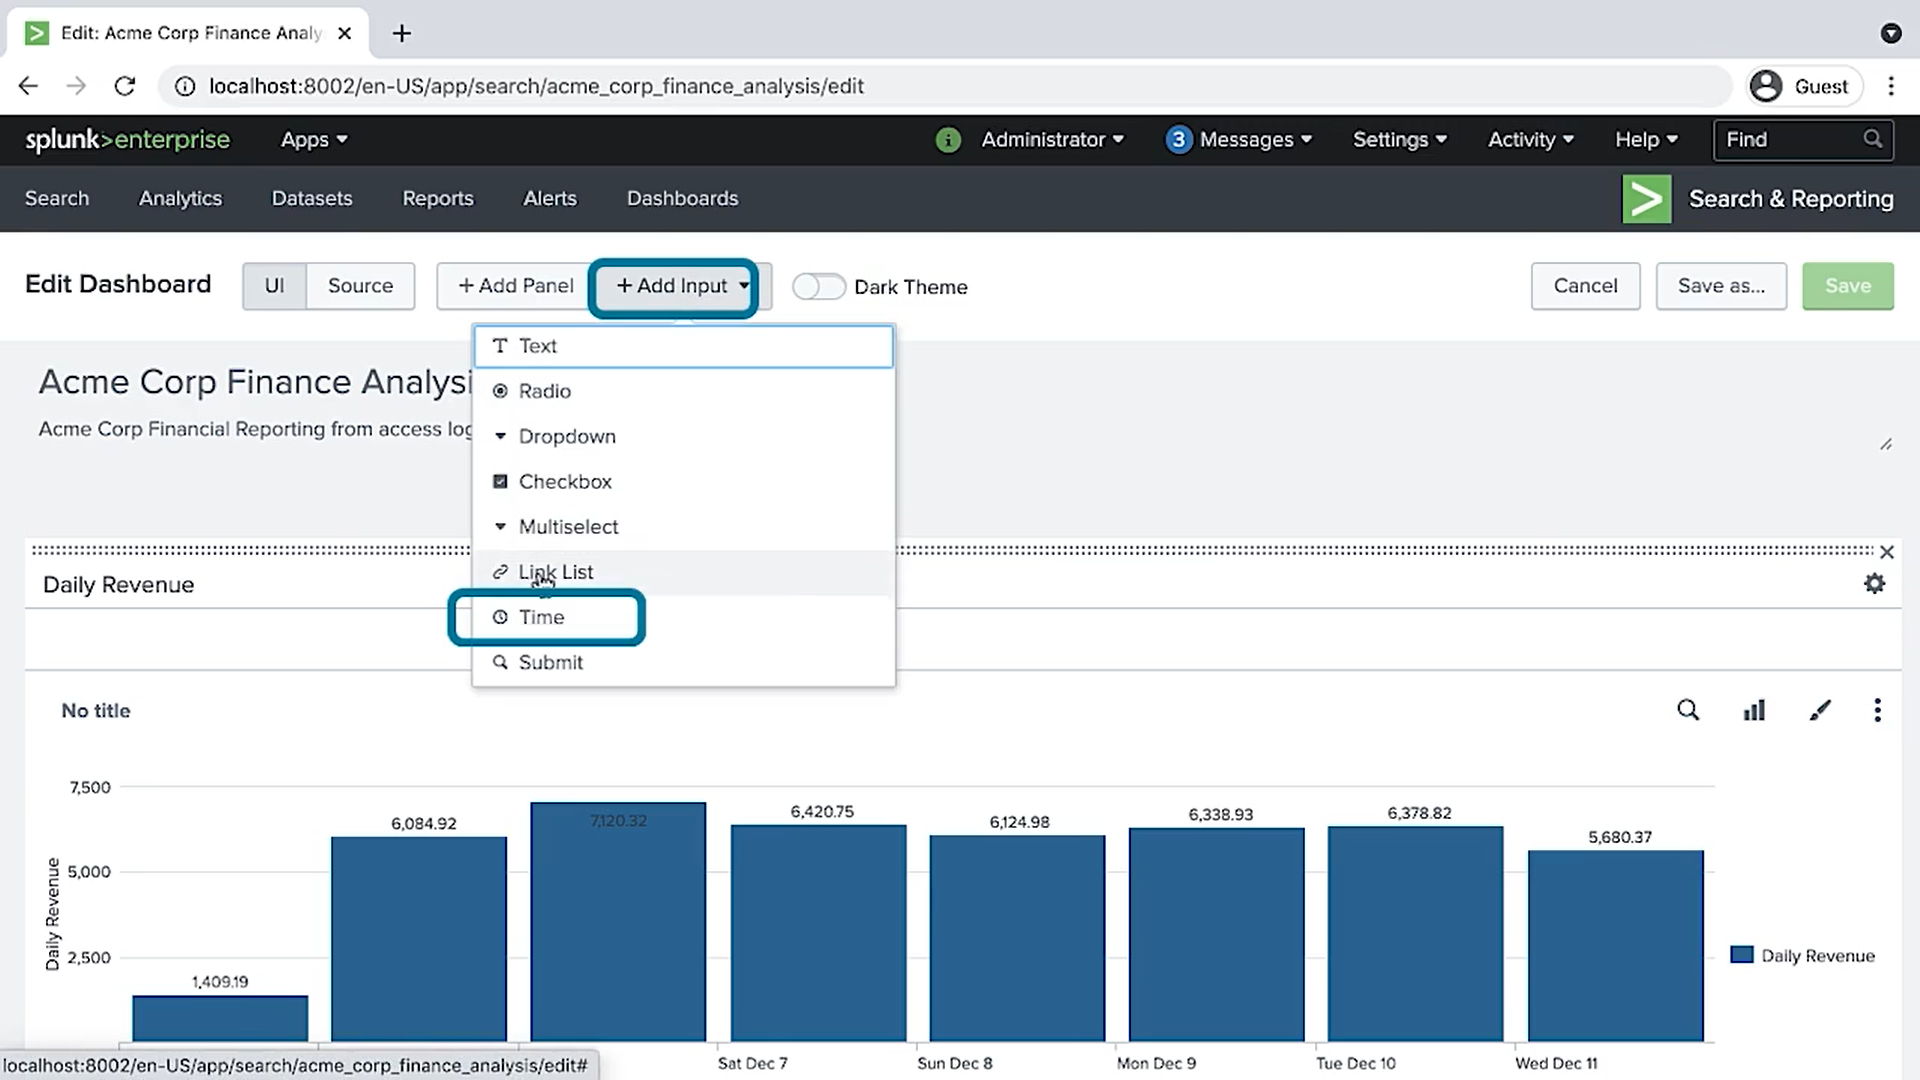 Edit: Acme Corp Finance Analy
localhost:8002/en-US/app/search/acme_corp_finance_analysis/edit
Guest
splunk>enterprise
Apps
i
Administrator
3 Messages
Settings
Activity
Help
Find
Search
Analytics
Datasets
Reports
Alerts
Dashboards
Search & Reporting
Edit Dashboard
UI
Source
+ Add Panel
+ Add Input
Dark Theme
Cancel
Save as...
Save
Acme Corp Finance Analysi
Acme Corp Financial Reporting from access log
Text
Radio
Dropdown
Checkbox
Multiselect
Link List
Time
Submit
Daily Revenue
No title
7,500
5,000
2,500
Daily Revenue
1,409.19
6,084.92
7,120.32
6,420.75
6,124.98
6,338.93
6,378.82
5,680.37
Daily Revenue
Sat Dec 7
Sun Dec 8
Mon Dec 9
Tue Dec 10
Wed Dec 11
localhost:8002/en-US/app/search/acme_corp_finance_analysis/edit#